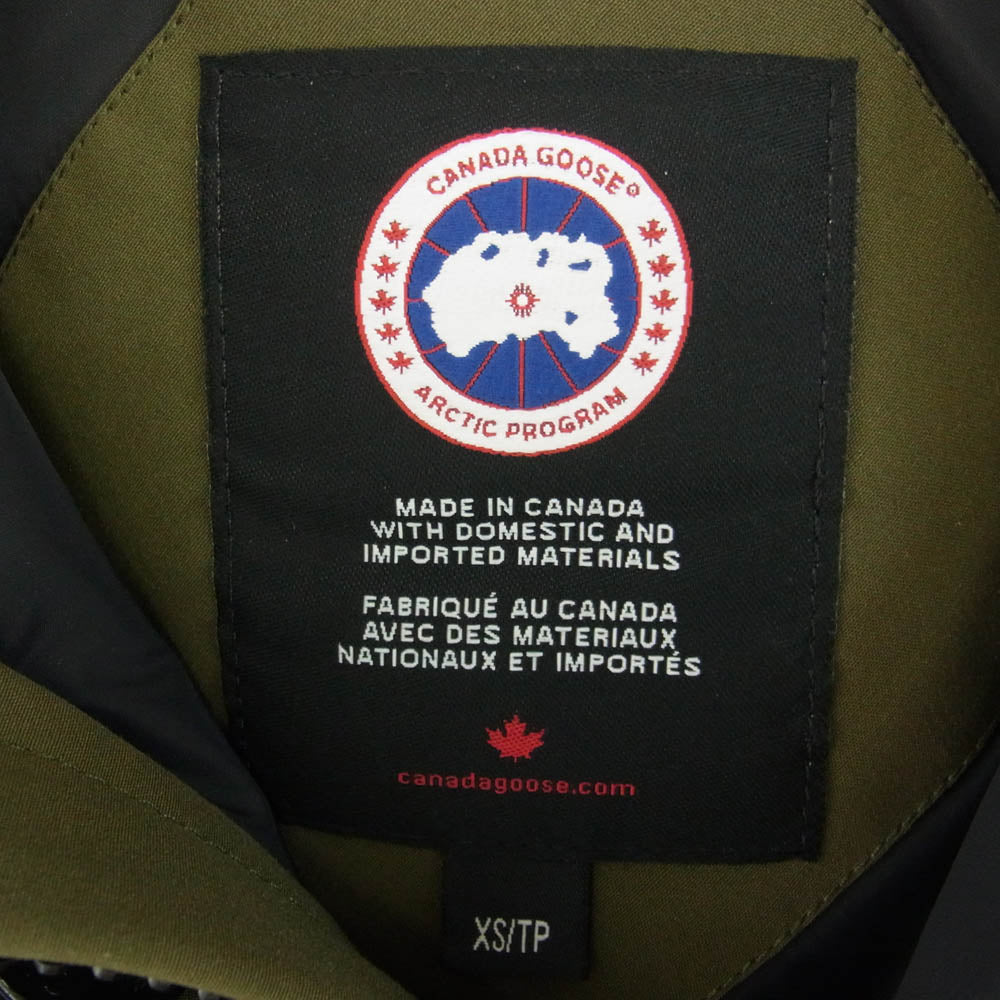 CANADA GOOSE®
ARCTIC PROGRAM
MADE IN CANADA
WITH DOMESTIC AND
IMPORTED MATERIALS
FABRIQUÉ AU CANADA
AVEC DES MATERIAUX
NATIONAUX ET IMPORTÉS
canadagoose.com
XS/TP